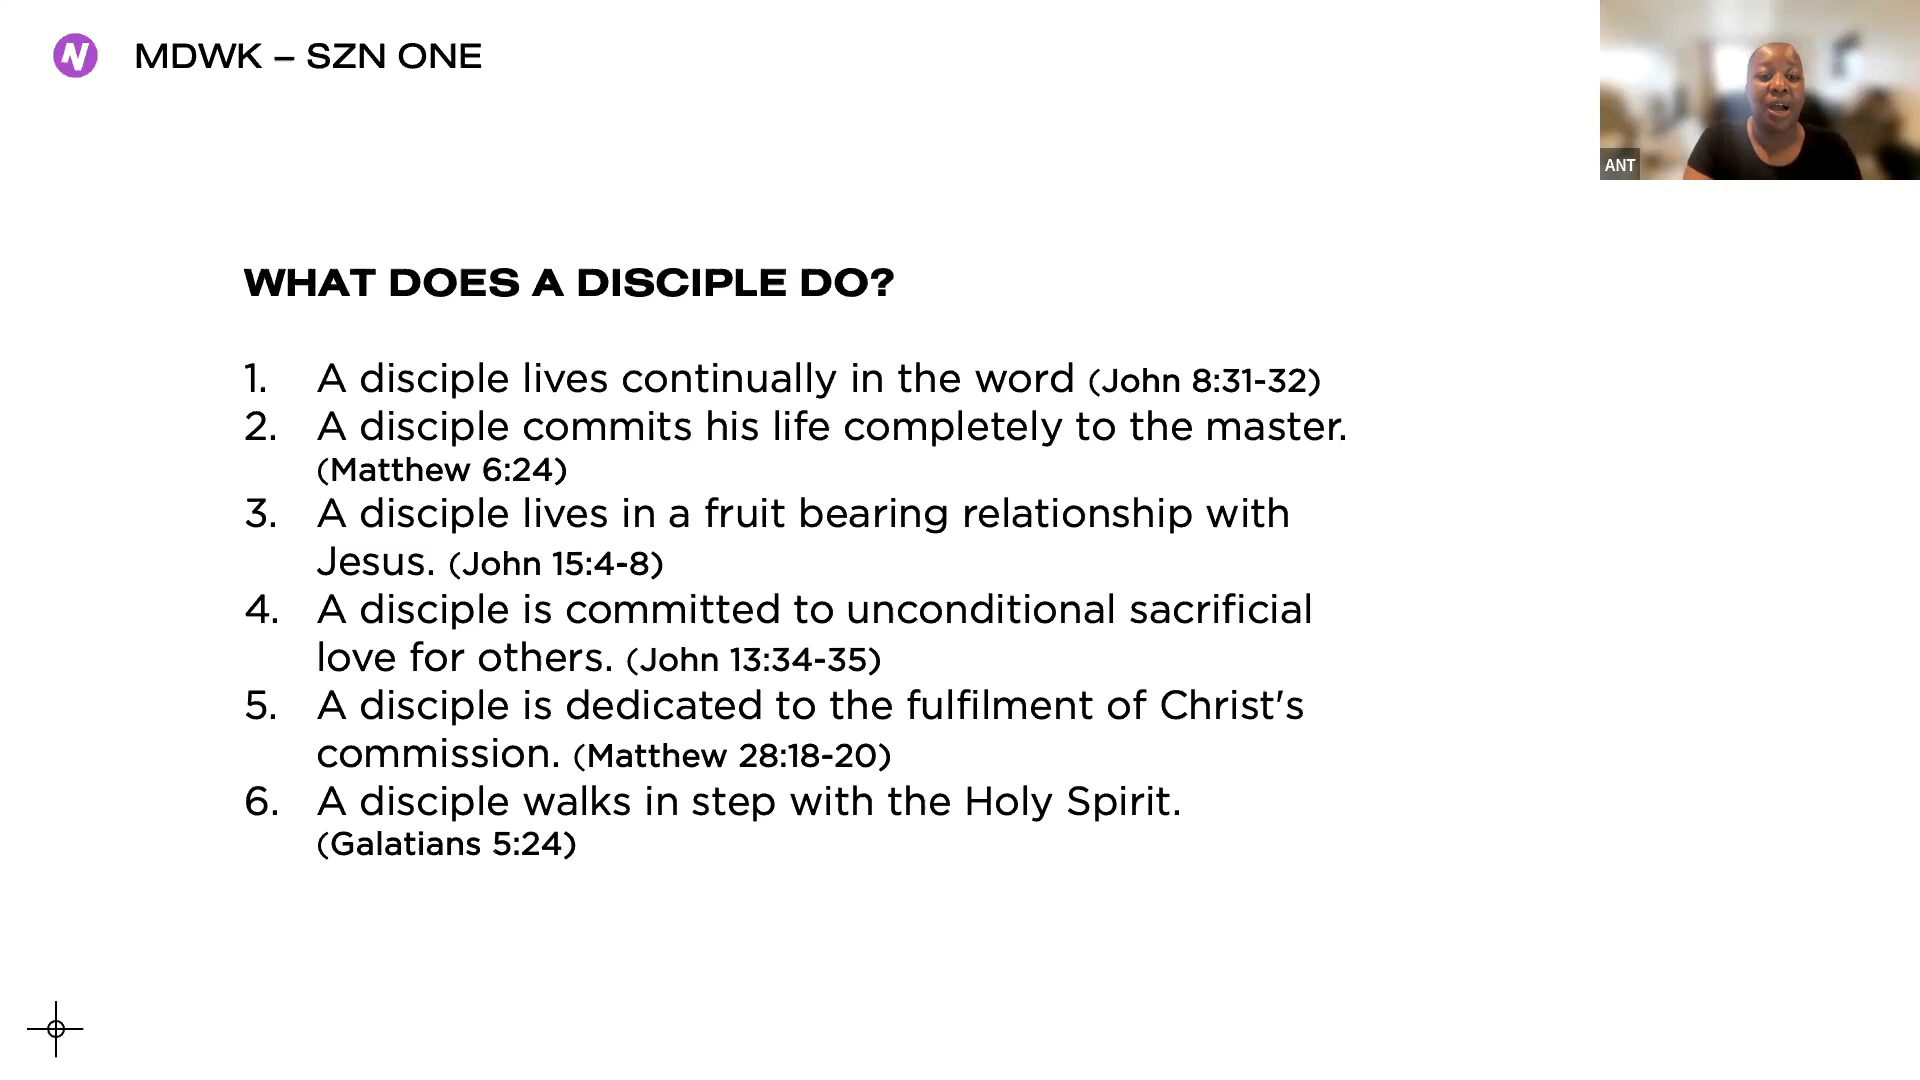 N
MDWK – SZN ONE
ANT
WHAT DOES A DISCIPLE DO?
1. A disciple lives continually in the word (John 8:31-32)
2. A disciple commits his life completely to the master.
(Matthew 6:24)
3. A disciple lives in a fruit bearing relationship with
Jesus. (John 15:4-8)
4. A disciple is committed to unconditional sacrificial
love for others. (John 13:34-35)
5. A disciple is dedicated to the fulfilment of Christ's
commission. (Matthew 28:18-20)
6. A disciple walks in step with the Holy Spirit.
(Galatians 5:24)